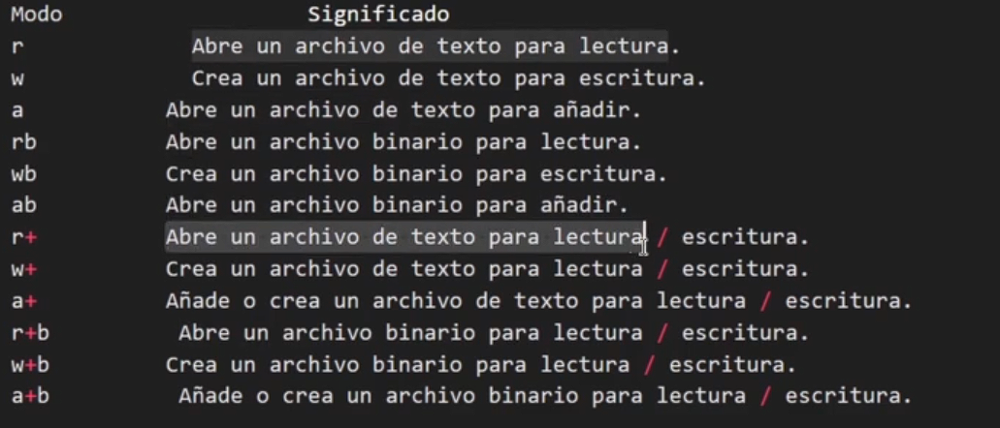 Modo Significado
r Abre un archivo de texto para lectura.
w Crea un archivo de texto para escritura.
a Abre un archivo de texto para añadir.
rb Abre un archivo binario para lectura.
wb Crea un archivo binario para escritura.
ab Abre un archivo binario para añadir.
r+ Abre un archivo de texto para lectura / escritura.
w+ Crea un archivo de texto para lectura / escritura.
a+ Añade o crea un archivo de texto para lectura / escritura.
r+b Abre un archivo binario para lectura / escritura.
w+b Crea un archivo binario para lectura / escritura.
a+b Añade o crea un archivo binario para lectura / escritura.